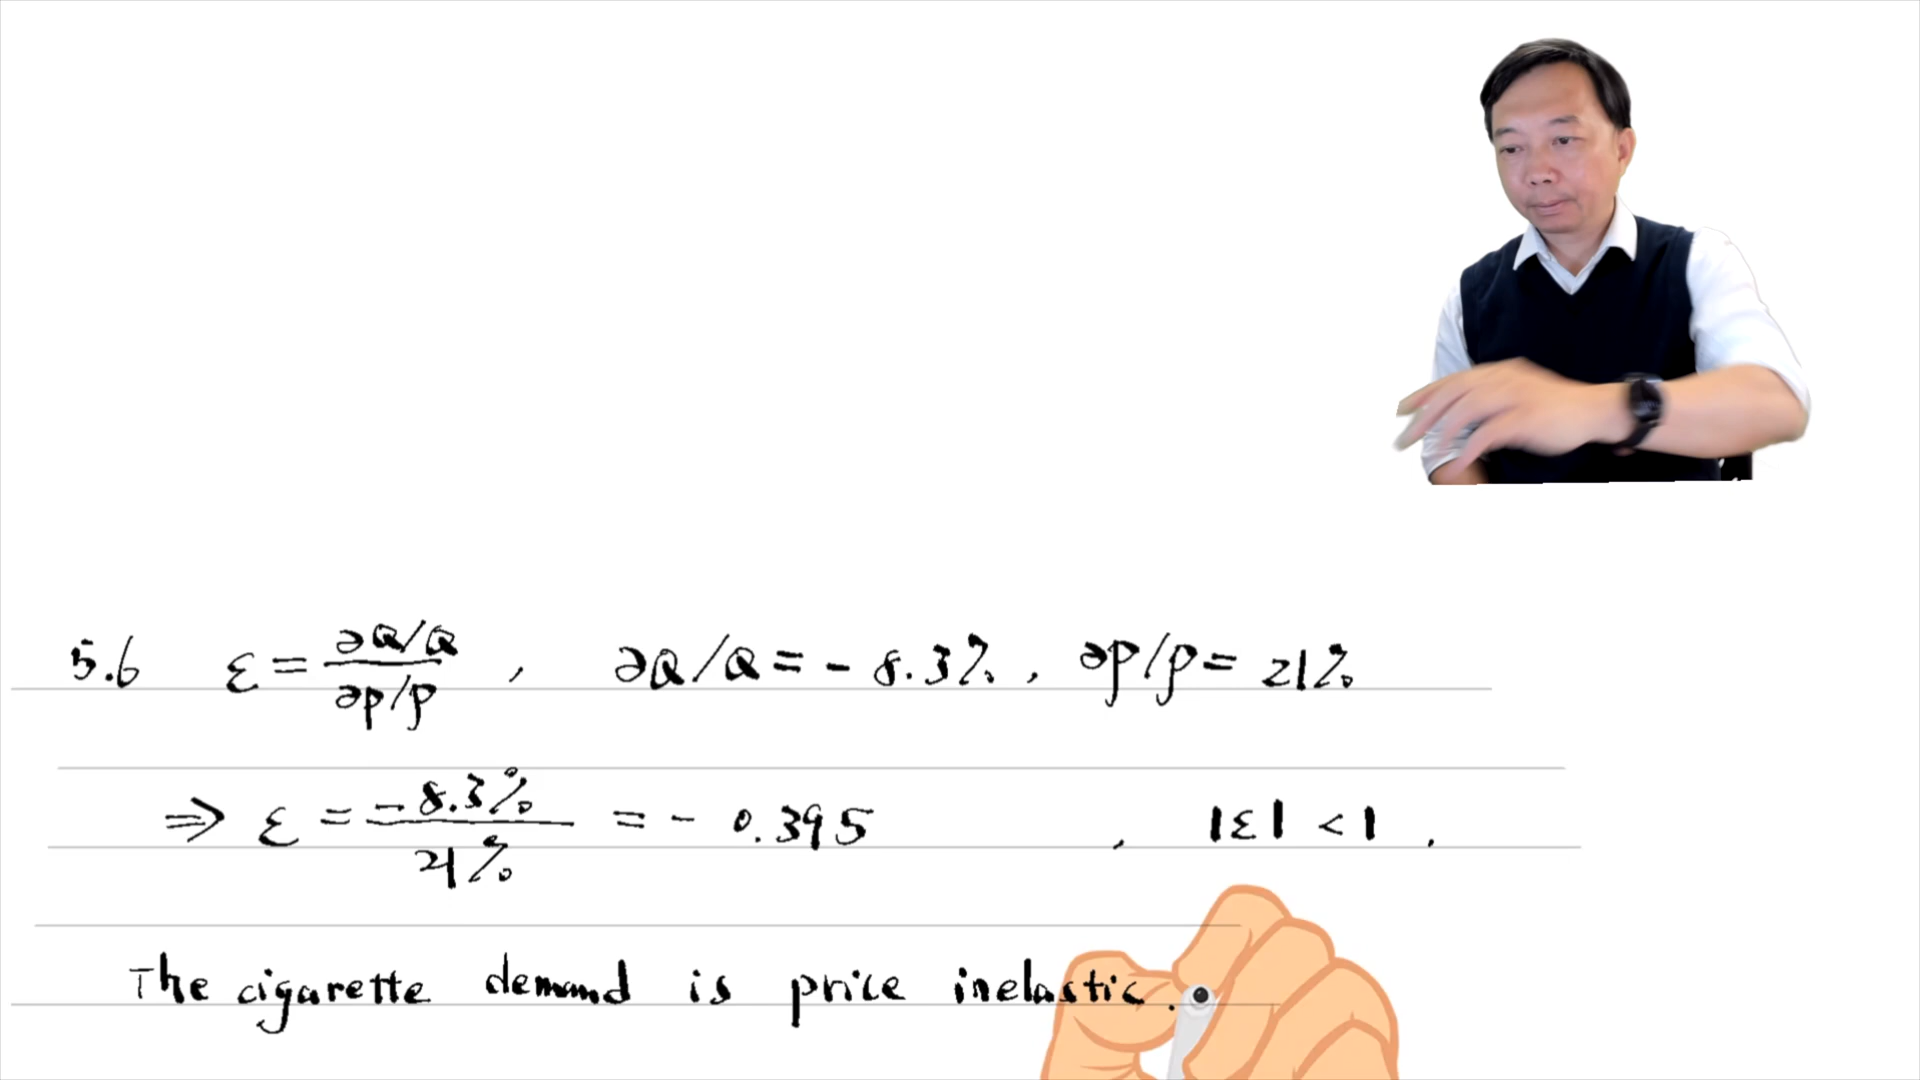 5.6 ε = ∂Q/Q / ∂p/p , ∂Q/Q = - 8.3% , ∂p/p = 21%
⇒ ε = -8.3% / 21% = - 0.395 , |ε| < 1 .
The cigarette demand is price inelastic.